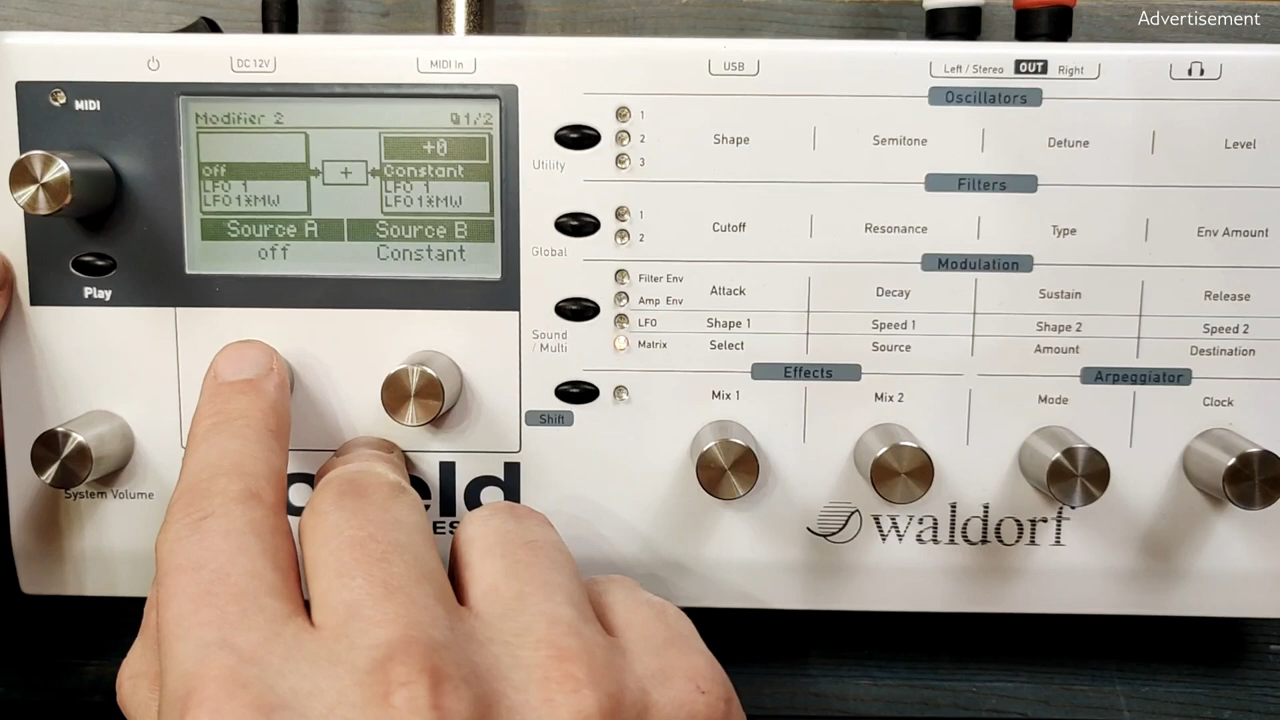 Advertisement
DC 12V
MIDI In
USB
Left / Stereo OUT Right
MIDI
Modifier 2
1/2
+0
off + Constant
LFO 1 LFO 1
LFO1*MW LFO1*MW
Source A Source B
off Constant
Play
System Volume
Utility
Global
Sound / Multi
Shift
Oscillators
1
2
3
Shape Semitone Detune Level
Filters
1
2
Cutoff Resonance Type Env Amount
Modulation
Filter Env
Attack Decay Sustain Release
Amp Env
LFO Shape 1 Speed 1 Shape 2 Speed 2
Matrix Select Source Amount Destination
Effects Arpeggiator
Mix 1 Mix 2 Mode Clock
waldorf